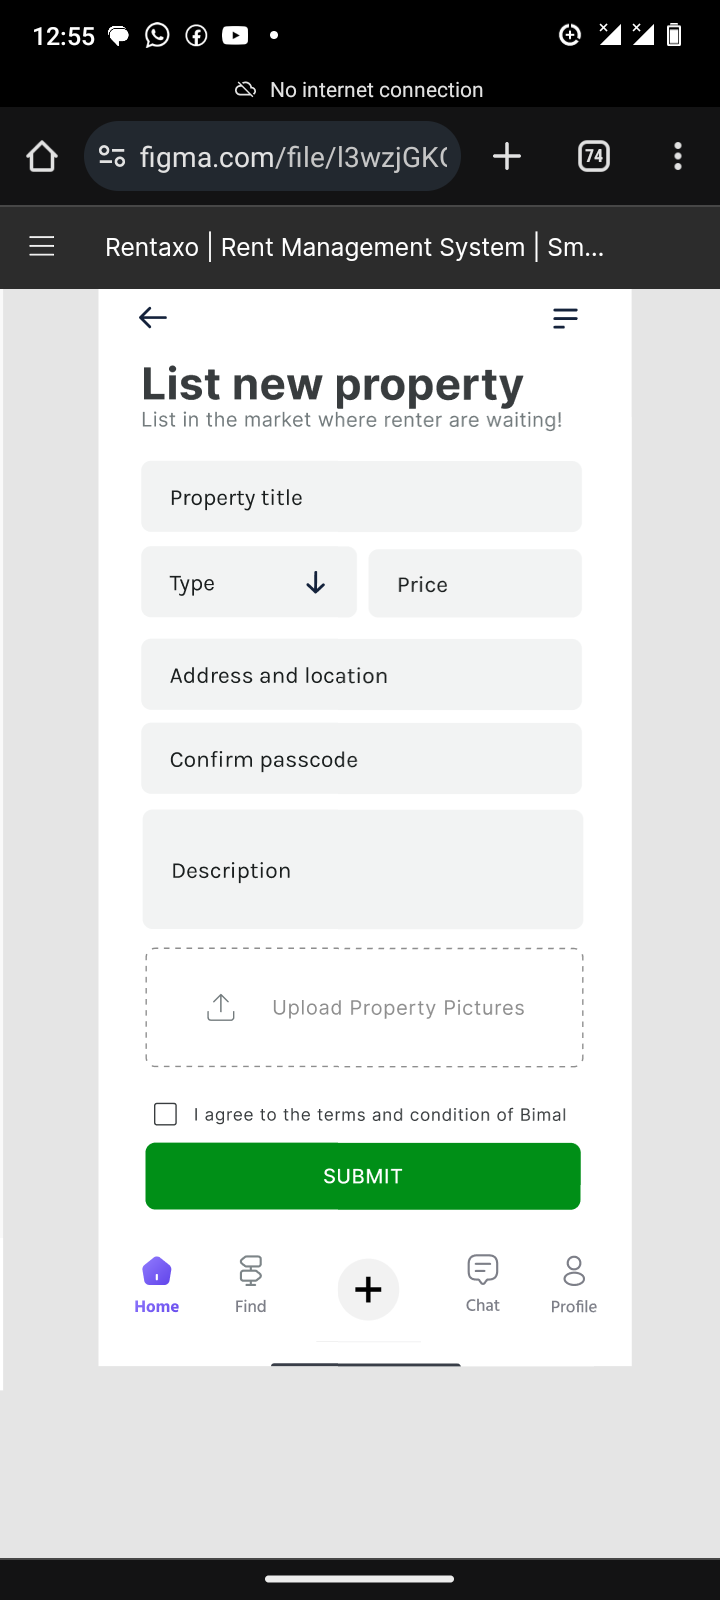 12:55
No internet connection
figma.com/file/l3wzjGK
74
Rentaxo | Rent Management System | Sm...
List new property
List in the market where renter are waiting!
Property title
Type
Price
Address and location
Confirm passcode
Description
Upload Property Pictures
I agree to the terms and condition of Bimal
SUBMIT
Home
Find
Chat
Profile